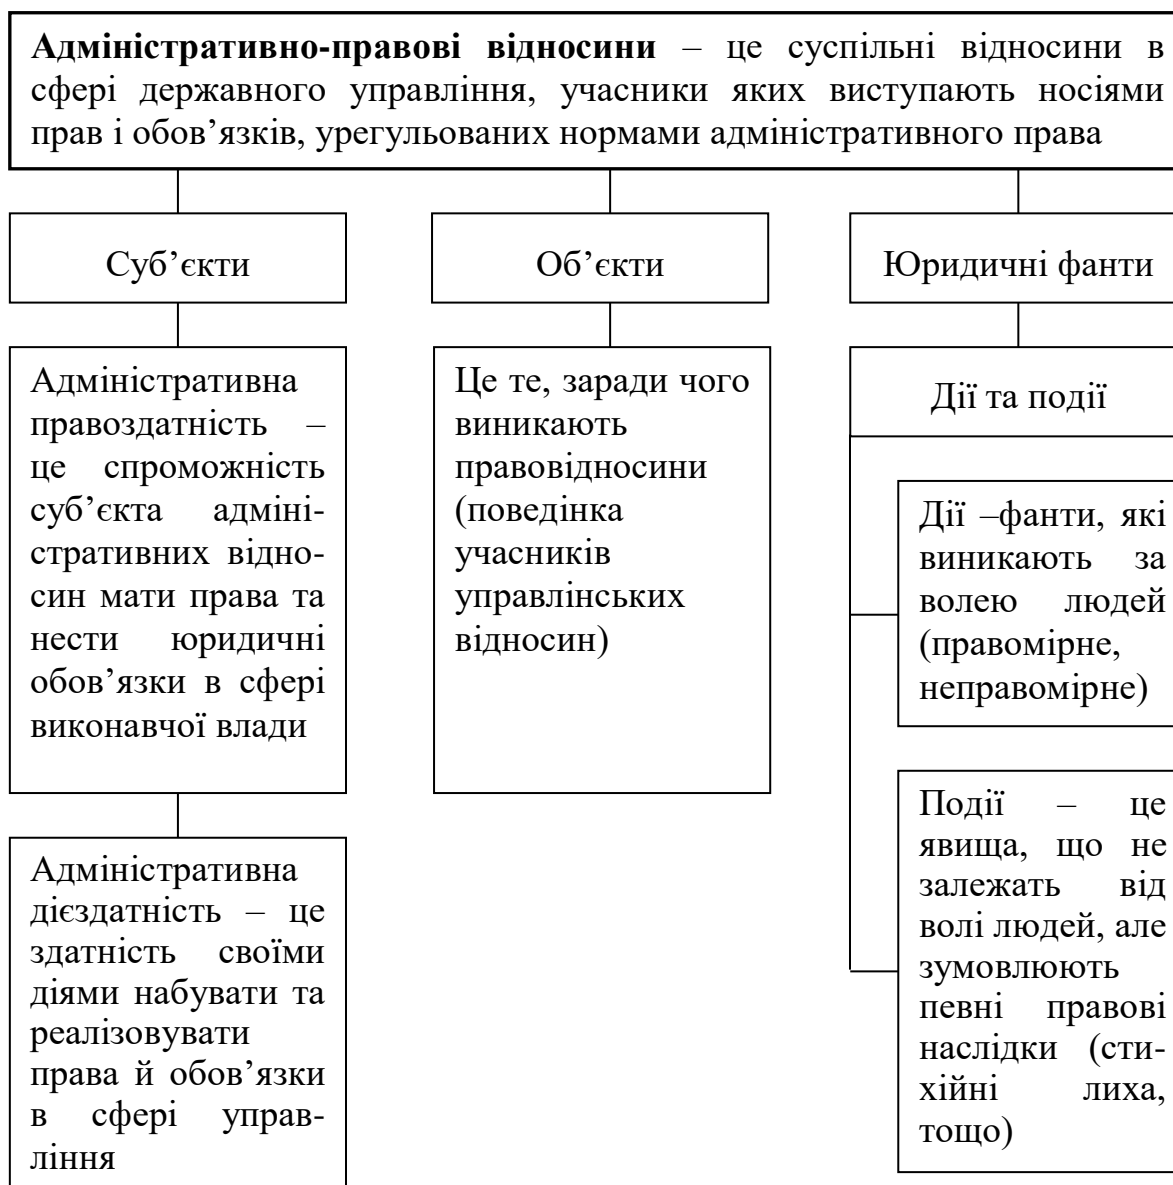 Адміністративно-правові відносини – це суспільні відносини в
сфері державного управління, учасники яких виступають носіями
прав і обов’язків, урегульованих нормами адміністративного права
Суб’єкти
Об’єкти
Юридичні фанти
Адміністративна
правоздатність –
це спроможність
суб’єкта адміні-
стративних відно-
син мати права та
нести юридичні
обов’язки в сфері
виконавчої влади
Адміністративна
дієздатність – це
здатність своїми
діями набувати та
реалізовувати
права й обов’язки
в сфері управ-
ління
Це те, заради чого
виникають
правовідносини
(поведінка
учасників
управлінських
відносин)
Дії та події
Дії –фанти, які
виникають за
волею людей
(правомірне,
неправомірне)
Події – це
явища, що не
залежать від
волі людей, але
зумовлюють
певні правові
наслідки (сти-
хійні лиха,
тощо)